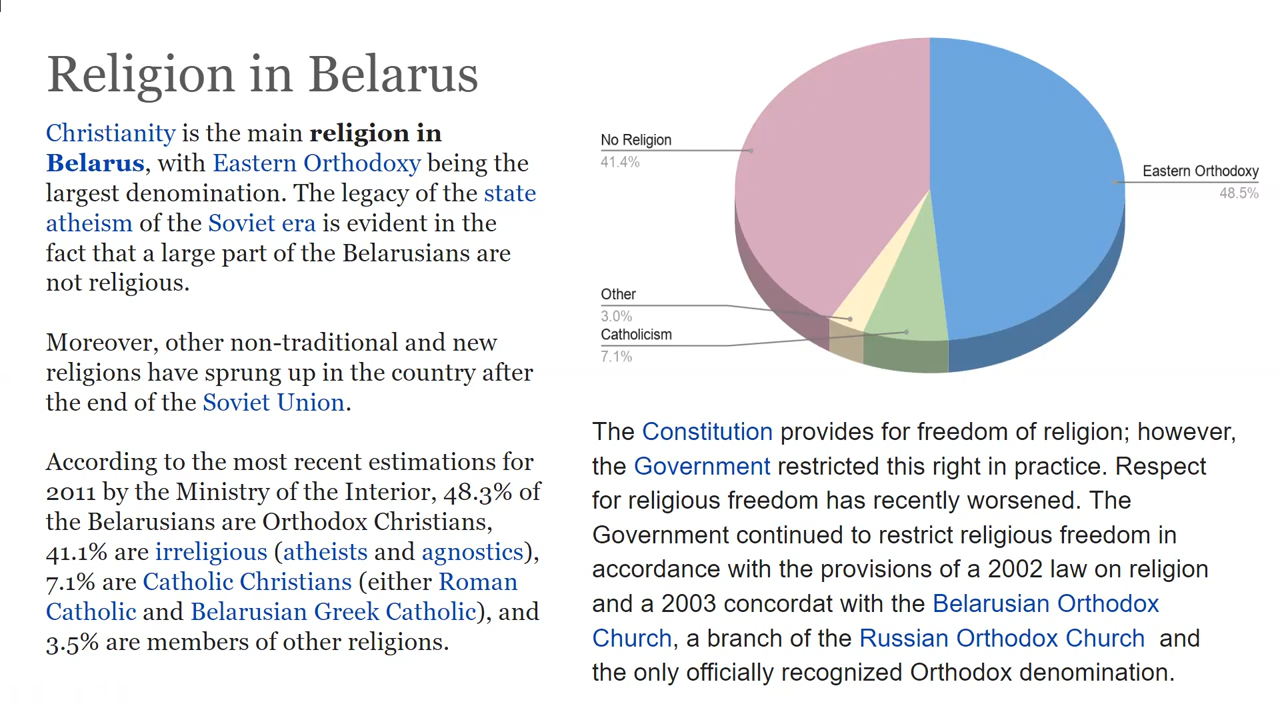 Religion in Belarus
Christianity is the main religion in
Belarus, with Eastern Orthodoxy being the
largest denomination. The legacy of the state
atheism of the Soviet era is evident in the
fact that a large part of the Belarusians are
not religious.
Moreover, other non-traditional and new
religions have sprung up in the country after
the end of the Soviet Union.
According to the most recent estimations for
2011 by the Ministry of the Interior, 48.3% of
the Belarusians are Orthodox Christians,
41.1% are irreligious (atheists and agnostics),
7.1% are Catholic Christians (either Roman
Catholic and Belarusian Greek Catholic), and
3.5% are members of other religions.
No Religion
41.4%
Eastern Orthodoxy
48.5%
Other
3.0%
Catholicism
7.1%
The Constitution provides for freedom of religion; however,
the Government restricted this right in practice. Respect
for religious freedom has recently worsened. The
Government continued to restrict religious freedom in
accordance with the provisions of a 2002 law on religion
and a 2003 concordat with the Belarusian Orthodox
Church, a branch of the Russian Orthodox Church and
the only officially recognized Orthodox denomination.